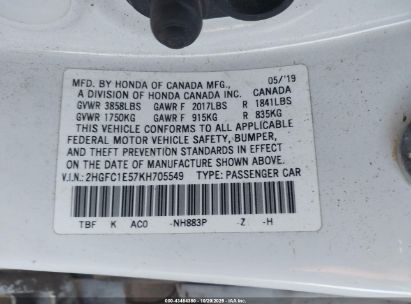 MFD. BY HONDA OF CANADA MFG., 05/'19
A DIVISION OF HONDA CANADA INC. CANADA
GVWR 3858LBS GAWR F 2017LBS R 1841LBS
GVWR 1750KG GAWR F 915KG R 835KG
THIS VEHICLE CONFORMS TO ALL APPLICABLE
FEDERAL MOTOR VEHICLE SAFETY, BUMPER,
AND THEFT PREVENTION STANDARDS IN EFFECT
ON THE DATE OF MANUFACTURE SHOWN ABOVE.
V.I.N.: 2HGFC1E57KH705549 TYPE: PASSENGER CAR
TBF K AC0 -NH883P -Z -H